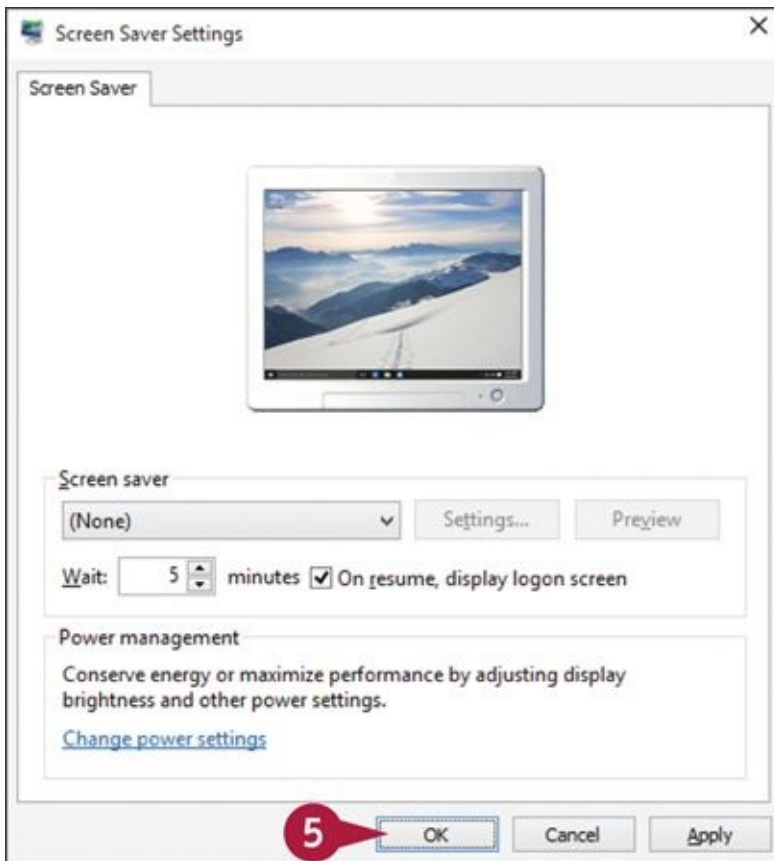 Screen Saver Settings
Screen Saver
Screen saver
(None)
Settings...
Preview
Wait: 5 minutes On resume, display logon screen
Power management
Conserve energy or maximize performance by adjusting display
brightness and other power settings.
Change power settings
5 OK Cancel Apply